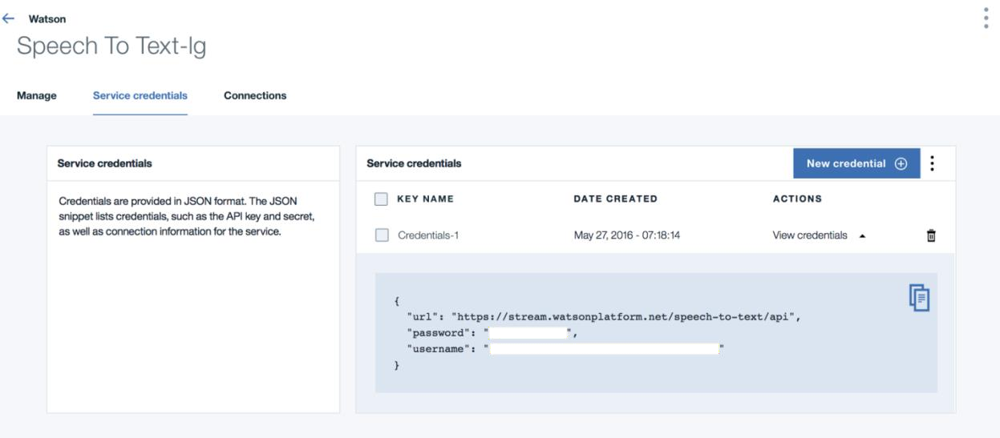 Watson
Speech To Text-lg
Manage Service credentials Connections
Service credentials
Credentials are provided in JSON format. The JSON
snippet lists credentials, such as the API key and secret,
as well as connection information for the service.
Service credentials New credential
KEY NAME DATE CREATED ACTIONS
Credentials-1 May 27, 2016 - 07:18:14 View credentials
{
"url": "https://stream.watsonplatform.net/speech-to-text/api",
"password": " ",
"username": " "
}